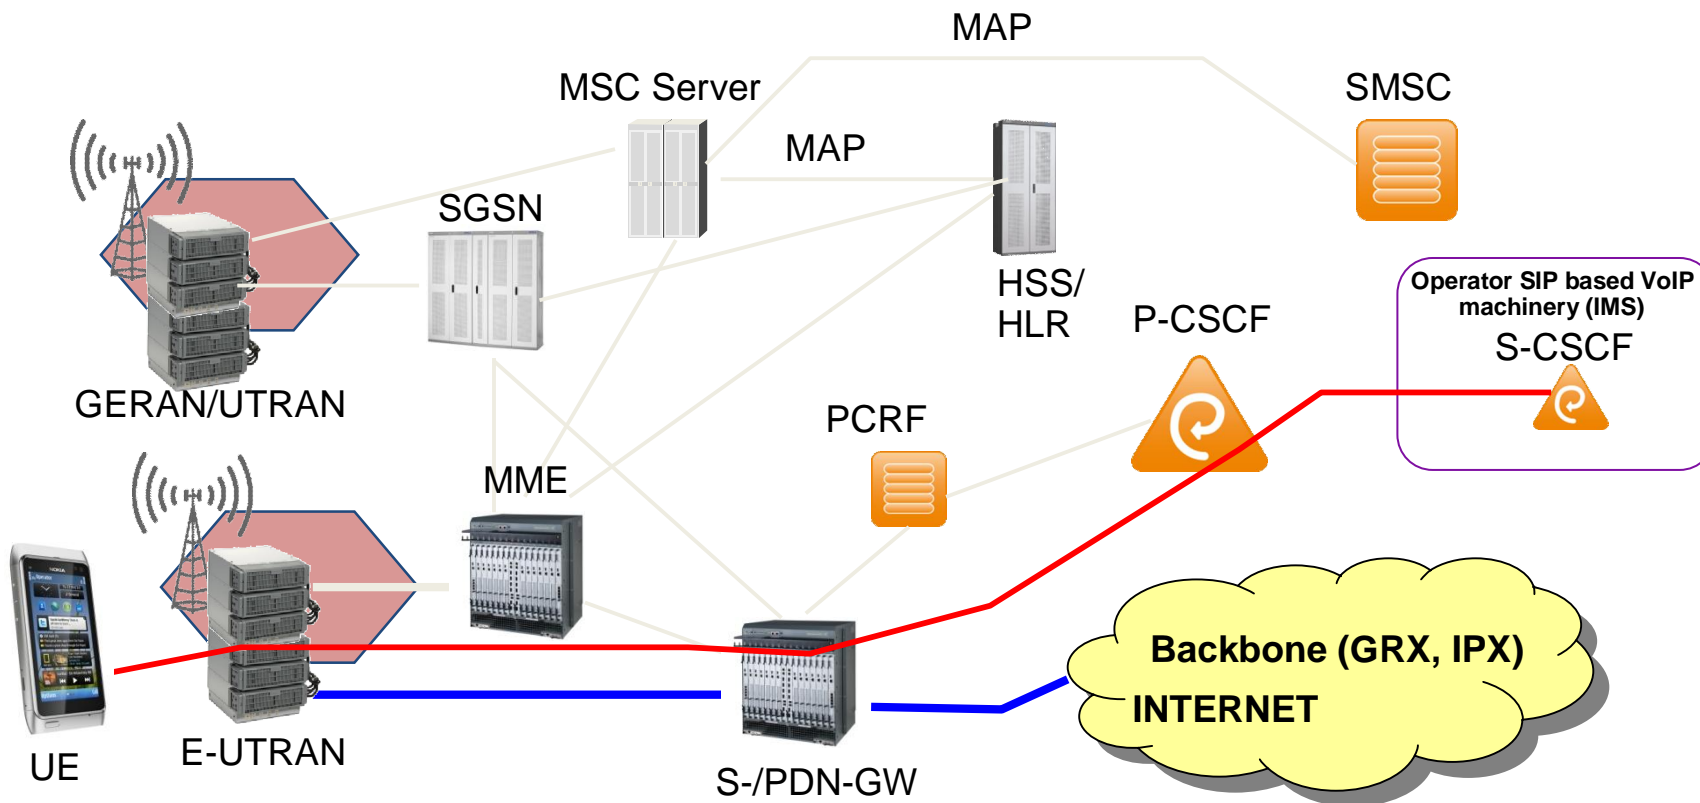 MAP
MSC Server
SMSC
MAP
SGSN
HSS/
HLR
Operator SIP based VoIP
machinery (IMS)
P-CSCF
S-CSCF
GERAN/UTRAN
PCRF
MME
Backbone (GRX, IPX)
INTERNET
UE
E-UTRAN
S-/PDN-GW